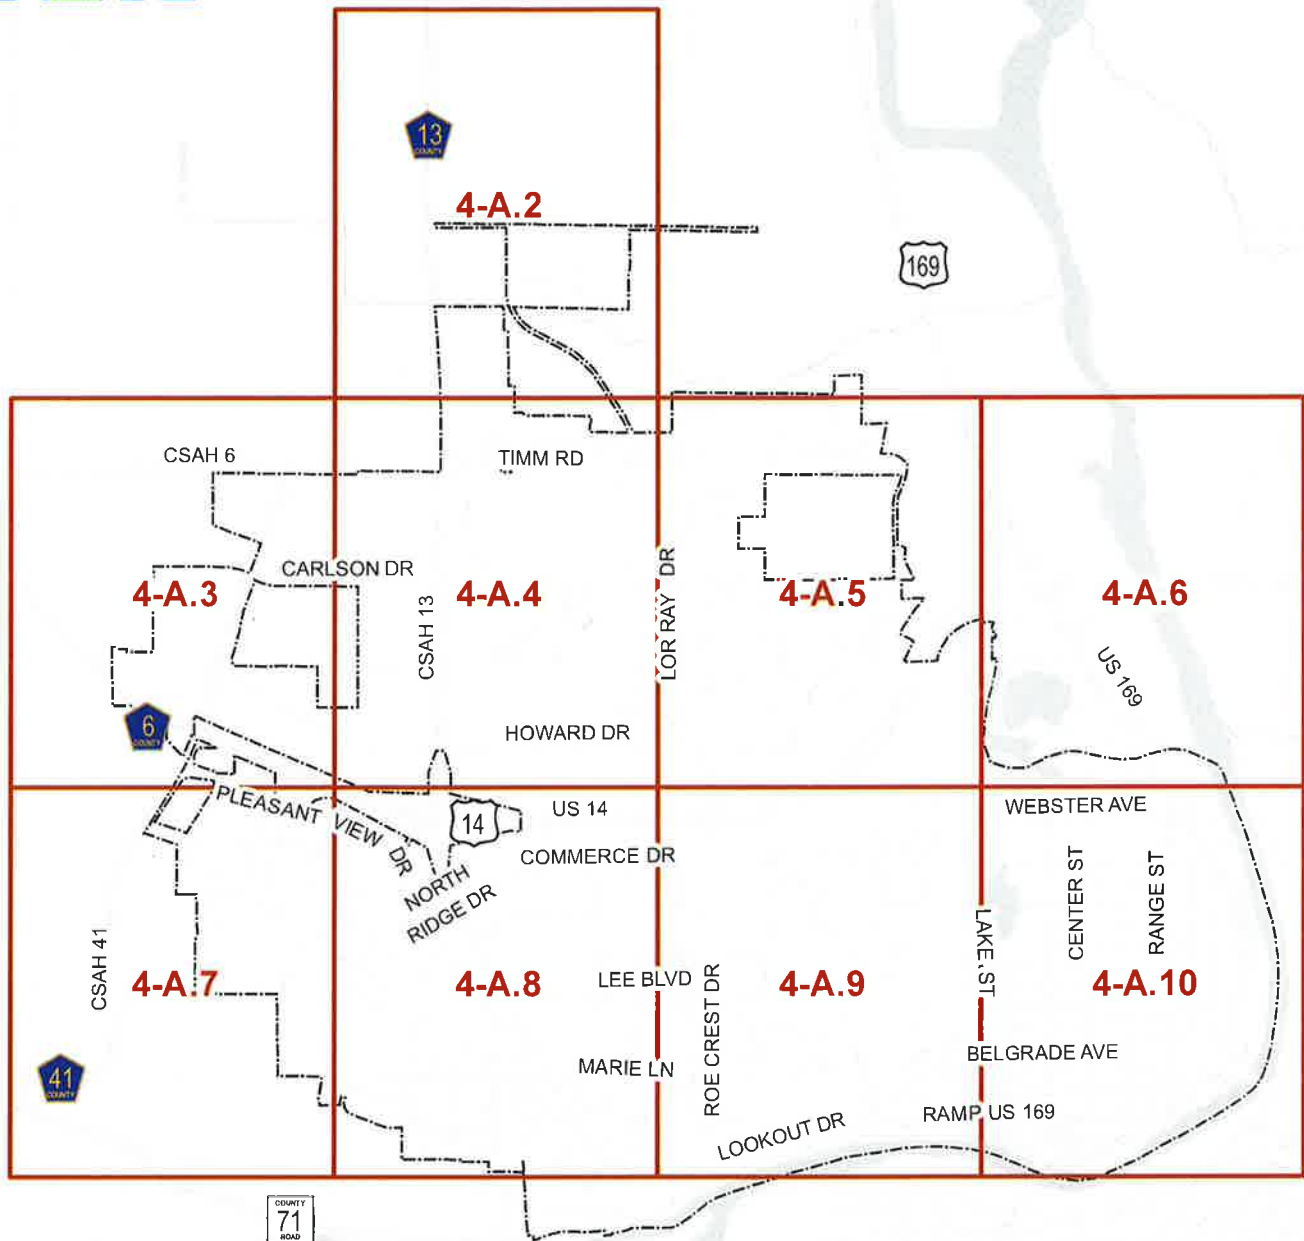 13
COUNTY
4-A.2
169
CSAH 6
TIMM RD
CARLSON DR
4-A.3
4-A.4
CSAH 13
LOR RAY DR
4-A.5
4-A.6
US 169
6
COUNTY
HOWARD DR
PLEASANT VIEW DR
14
US 14
WEBSTER AVE
COMMERCE DR
NORTH
RIDGE DR
CENTER ST
RANGE ST
CSAH 41
4-A.7
4-A.8
LEE BLVD
ROE CREST DR
4-A.9
LAKE ST
4-A.10
MARIE LN
BELGRADE AVE
41
COUNTY
LOOKOUT DR
RAMP US 169
COUNTY
71
ROAD